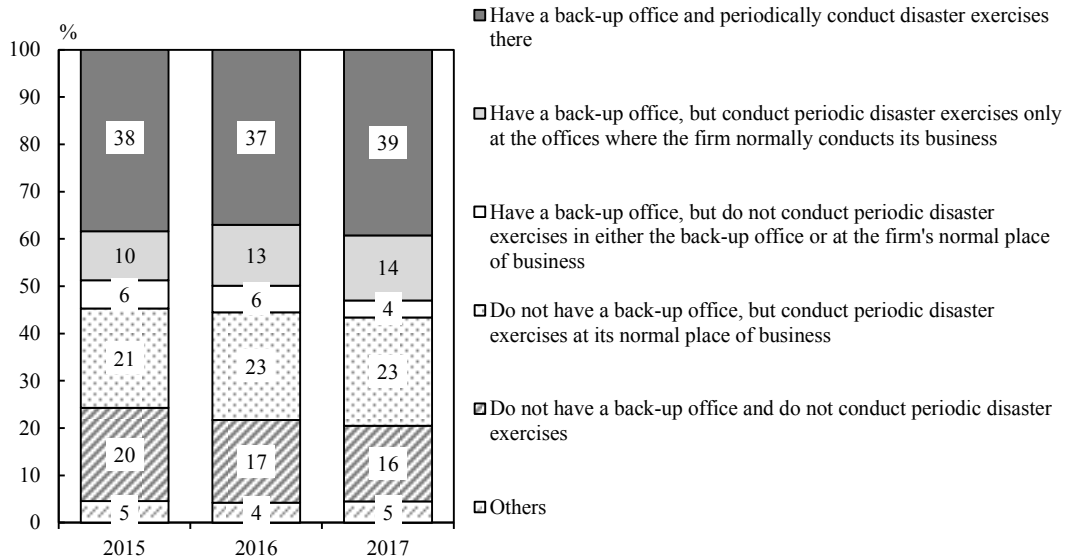 %
100
90
80
70
60
50
40
30
20
10
0
38
10
6
21
20
5
37
13
6
23
17
4
39
14
4
23
16
5
2015
2016
2017
Have a back-up office and periodically conduct disaster exercises
there
Have a back-up office, but conduct periodic disaster exercises only
at the offices where the firm normally conducts its business
Have a back-up office, but do not conduct periodic disaster
exercises in either the back-up office or at the firm's normal place
of business
Do not have a back-up office, but conduct periodic disaster
exercises at its normal place of business
Do not have a back-up office and do not conduct periodic disaster
exercises
Others